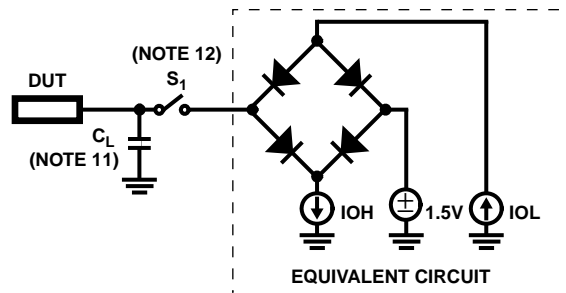 (NOTE 12)
DUT
S1
CL
(NOTE 11)
IOH
±
1.5V
IOL
EQUIVALENT CIRCUIT